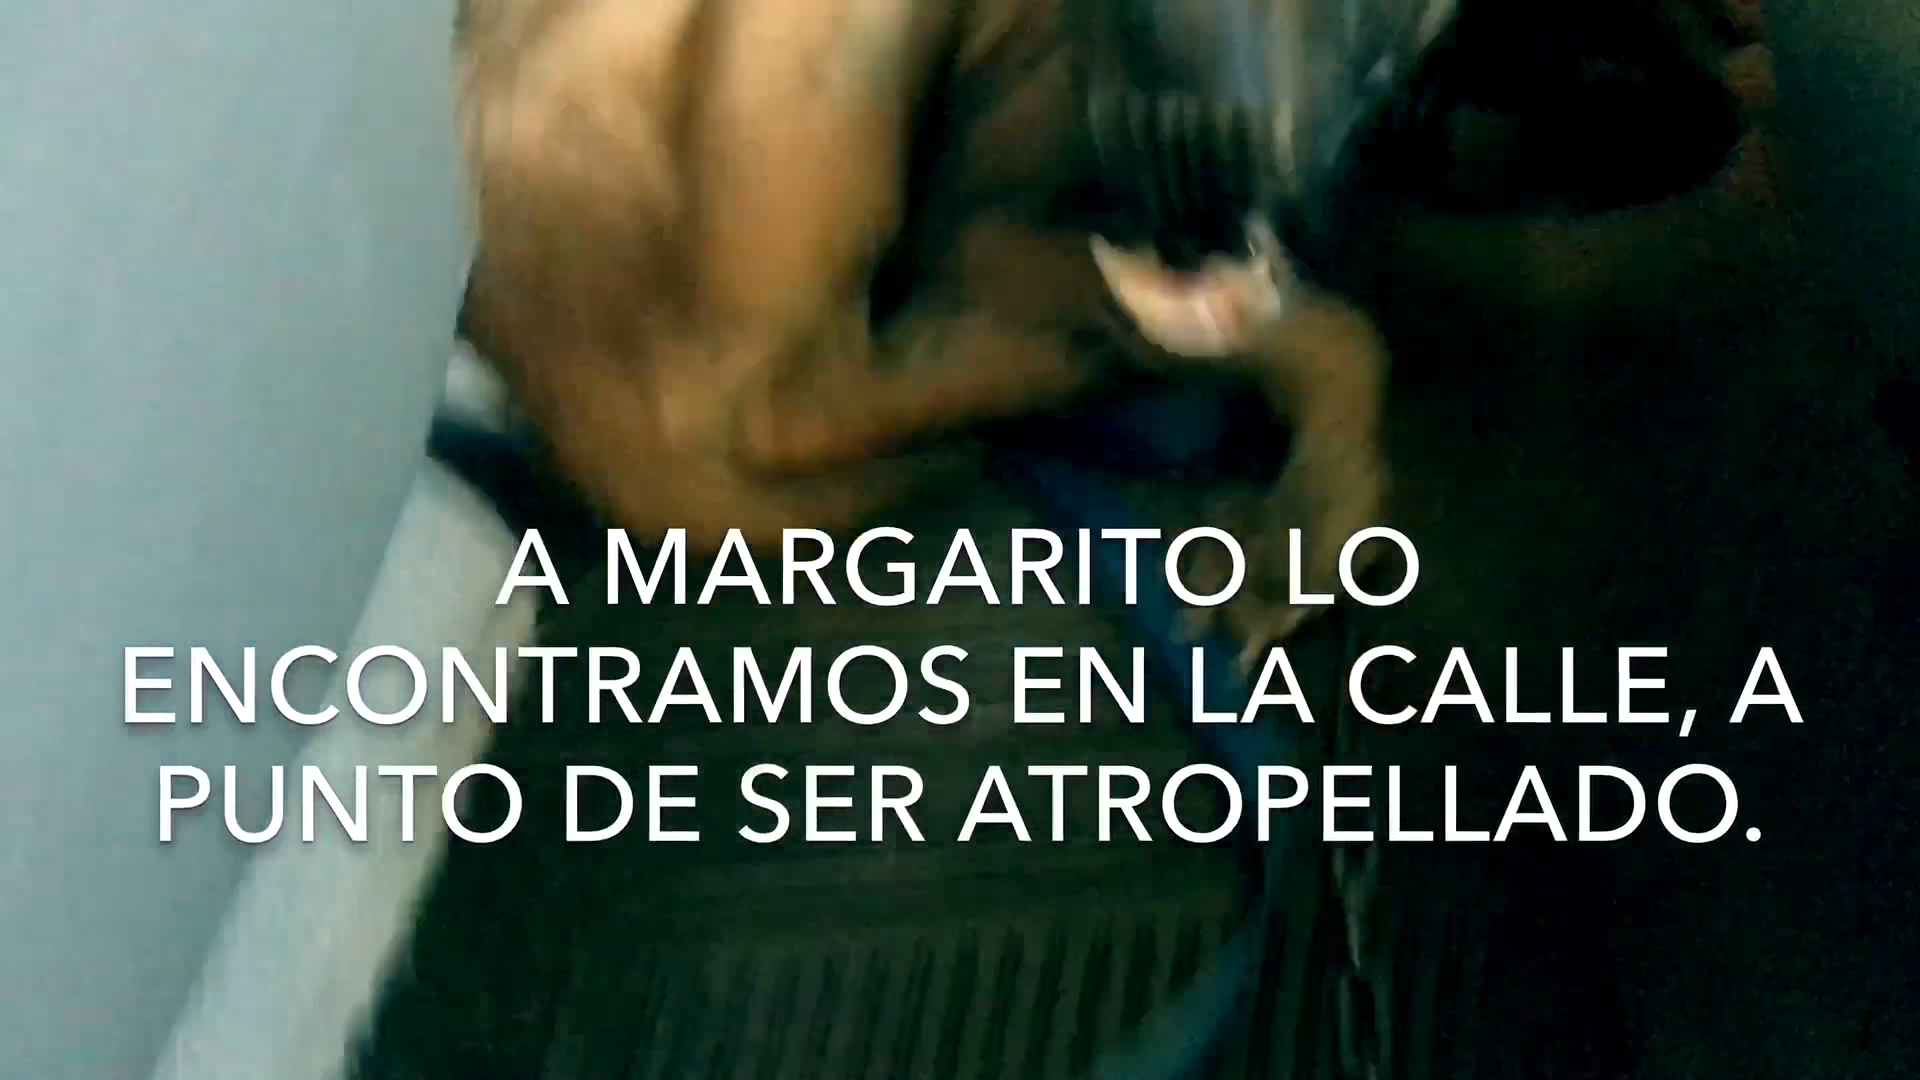 A MARGARITO LO
ENCONTRAMOS EN LA CALLE, A
PUNTO DE SER ATROPELLADO.